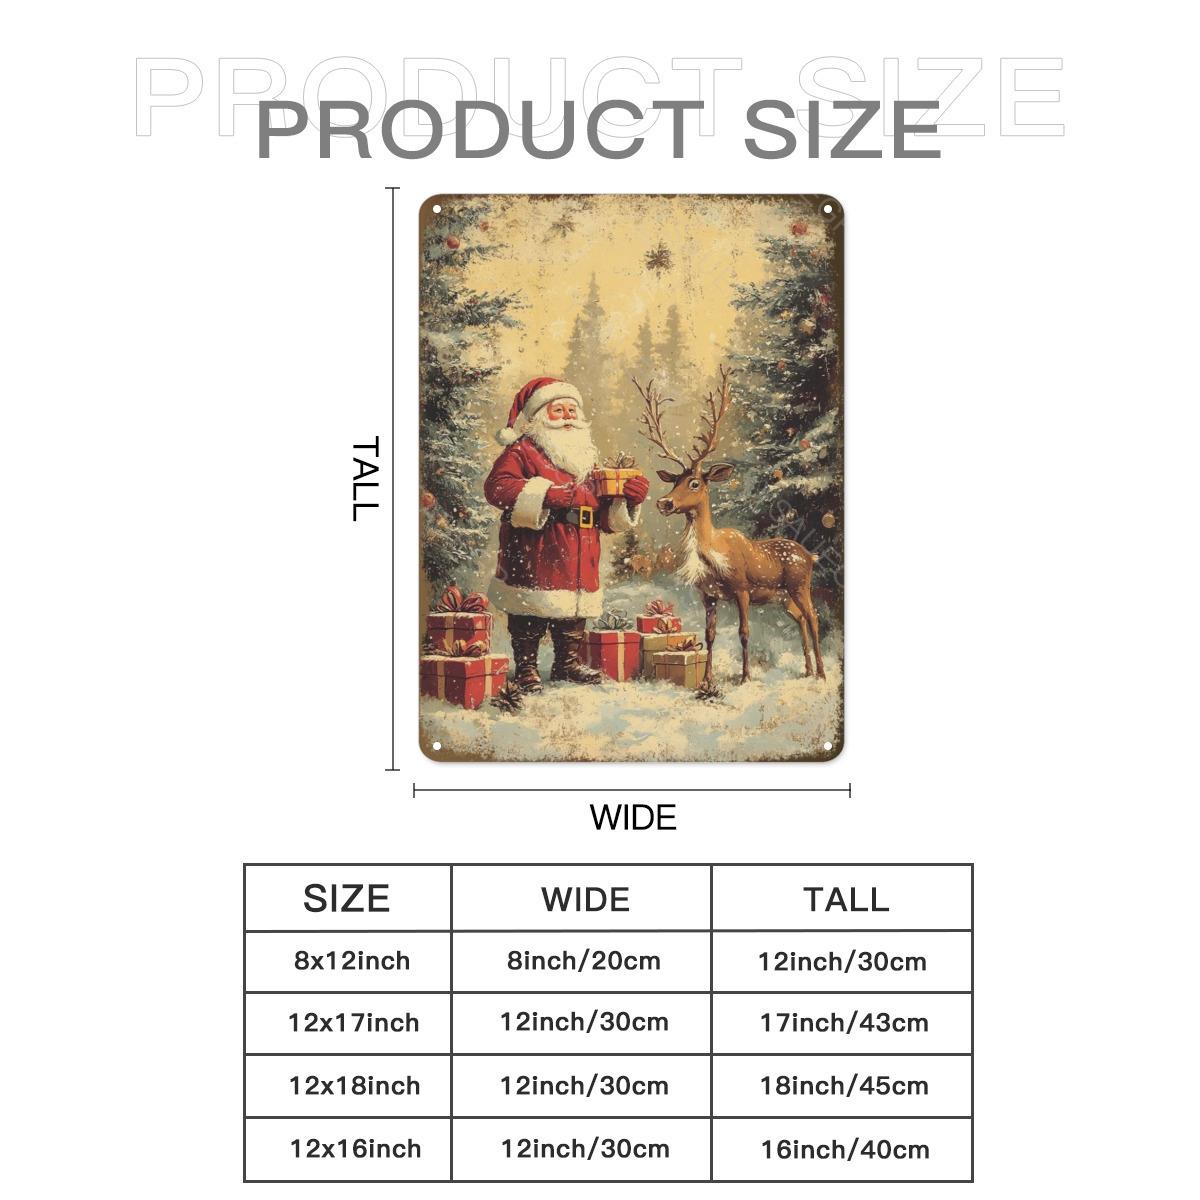 PRODUCT SIZE
PRODUCT SIZE
TALL
WIDE
SIZE WIDE TALL
8x12inch 8inch/20cm 12inch/30cm
12x17inch 12inch/30cm 17inch/43cm
12x18inch 12inch/30cm 18inch/45cm
12x16inch 12inch/30cm 16inch/40cm